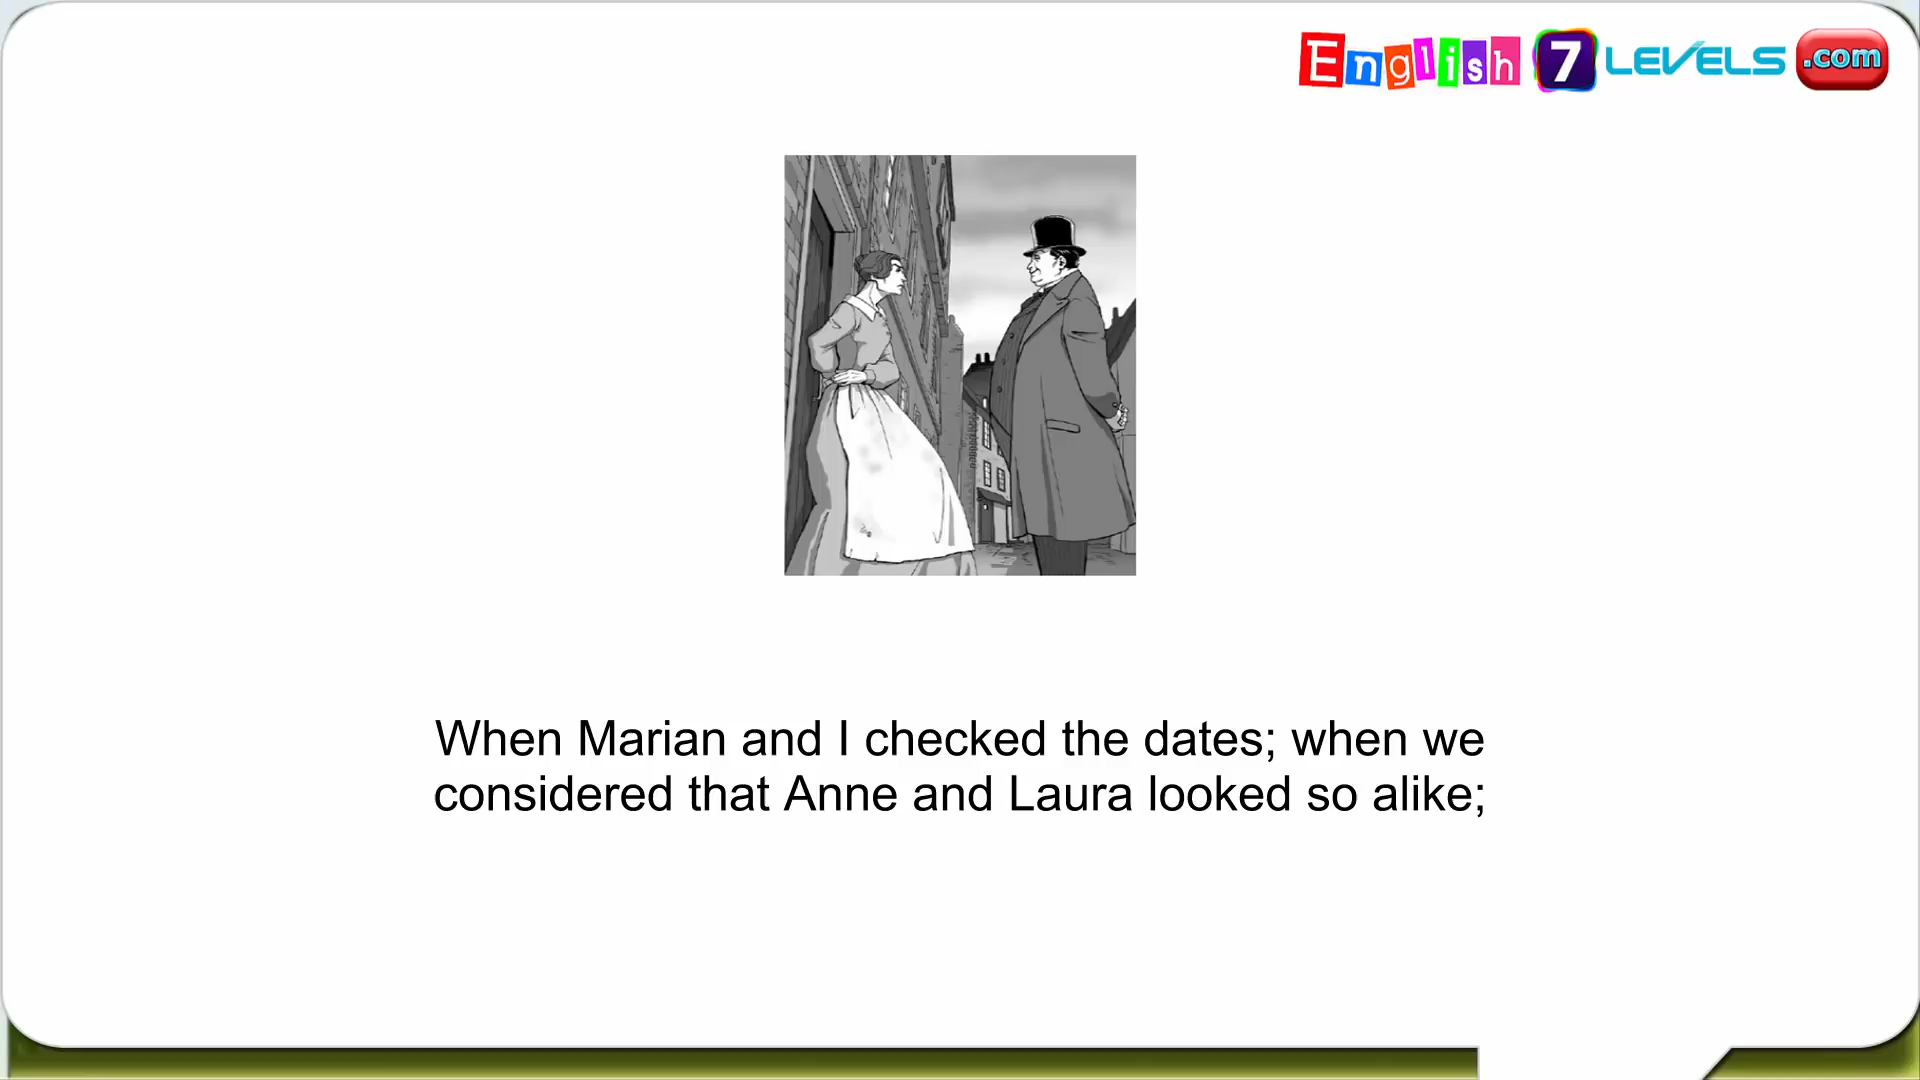 English 7 LEVELS .com
When Marian and I checked the dates; when we
considered that Anne and Laura looked so alike;